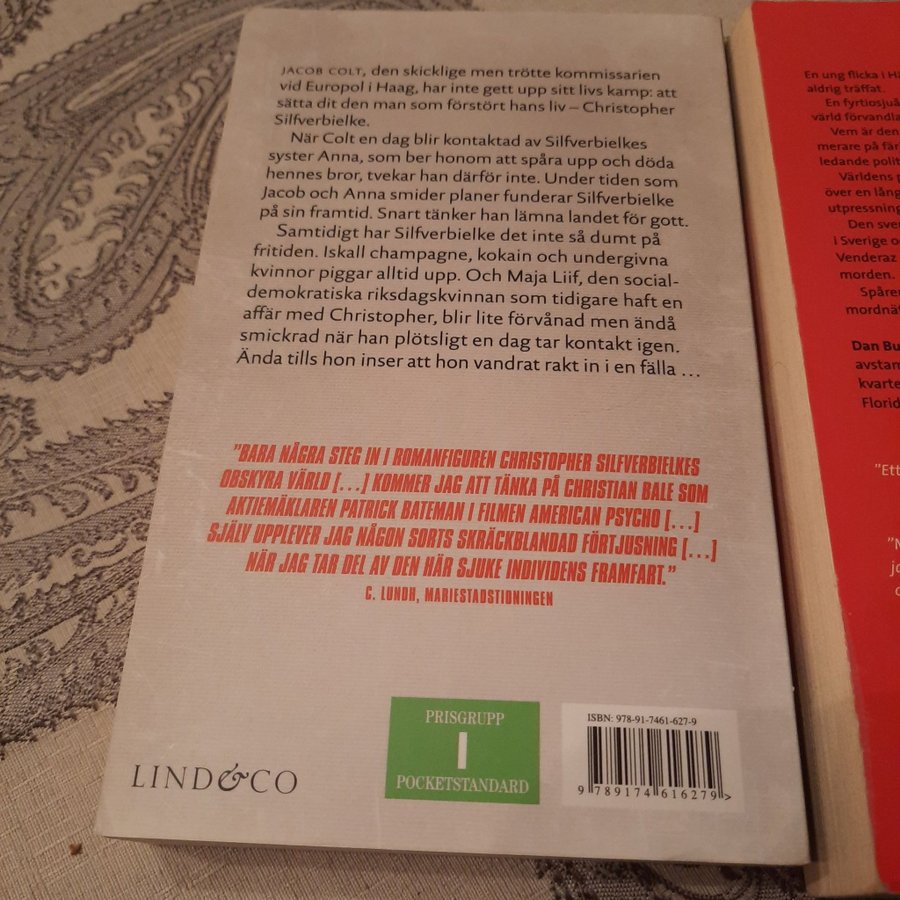 JACOB COLT, den skicklige men trötte kommissarien
vid Europol i Haag, har inte gett upp sitt livs kamp: att
sätta dit den man som förstört hans liv – Christopher
Silfverbielke.
När Colt en dag blir kontaktad av Silfverbielkes
syster Anna, som ber honom att spåra upp och döda
hennes bror, tvekar han därför inte. Under tiden som
Jacob och Anna smider planer funderar Silfverbielke
på sin framtid. Snart tänker han lämna landet för gott.
Samtidigt har Silfverbielke det inte så dumt på
fritiden. Iskall champagne, kokain och undergivna
kvinnor piggar alltid upp. Och Maja Liif, den social-
demokratiska riksdagskvinnan som tidigare haft en
affär med Christopher, blir lite förvånad men ändå
smickrad när han plötsligt en dag tar kontakt igen.
Ända tills hon inser att hon vandrat rakt in i en fälla ...
"BARA NÅGRA STEG IN I ROMANFIGUREN CHRISTOPHER SILFVERBIELKES
OBSKYRA VÄRLD [...] KOMMER JAG ATT TÄNKA PÅ CHRISTIAN BALE SOM
AKTIEMÄKLAREN PATRICK BATEMAN I FILMEN AMERICAN PSYCHO [...]
SJÄLV UPPLEVER JAG NÅGON SORTS SKRÄCKBLANDAD FÖRTJUSNING [...]
NÄR JAG TAR DEL AV DEN HÄR SJUKE INDIVIDENS FRAMFART."
C. LUNDH, MARIESTADSTIDNINGEN
LIND&CO
PRISGRUPP
1
POCKETSTANDARD
ISBN: 978-91-7461-627-9
9 789174 616279 >
En ung flicka i
aldrig träffat.
En fyrtiosju
värld förvandla
Vem är den
merare på fär
ledande polit
Världens
över en lång
utpressning
Den sve
i Sverige o
Venderaz
morden.
Spåre
mordnä
Dan Bu
avstam
kvarte
Florid
"Ett